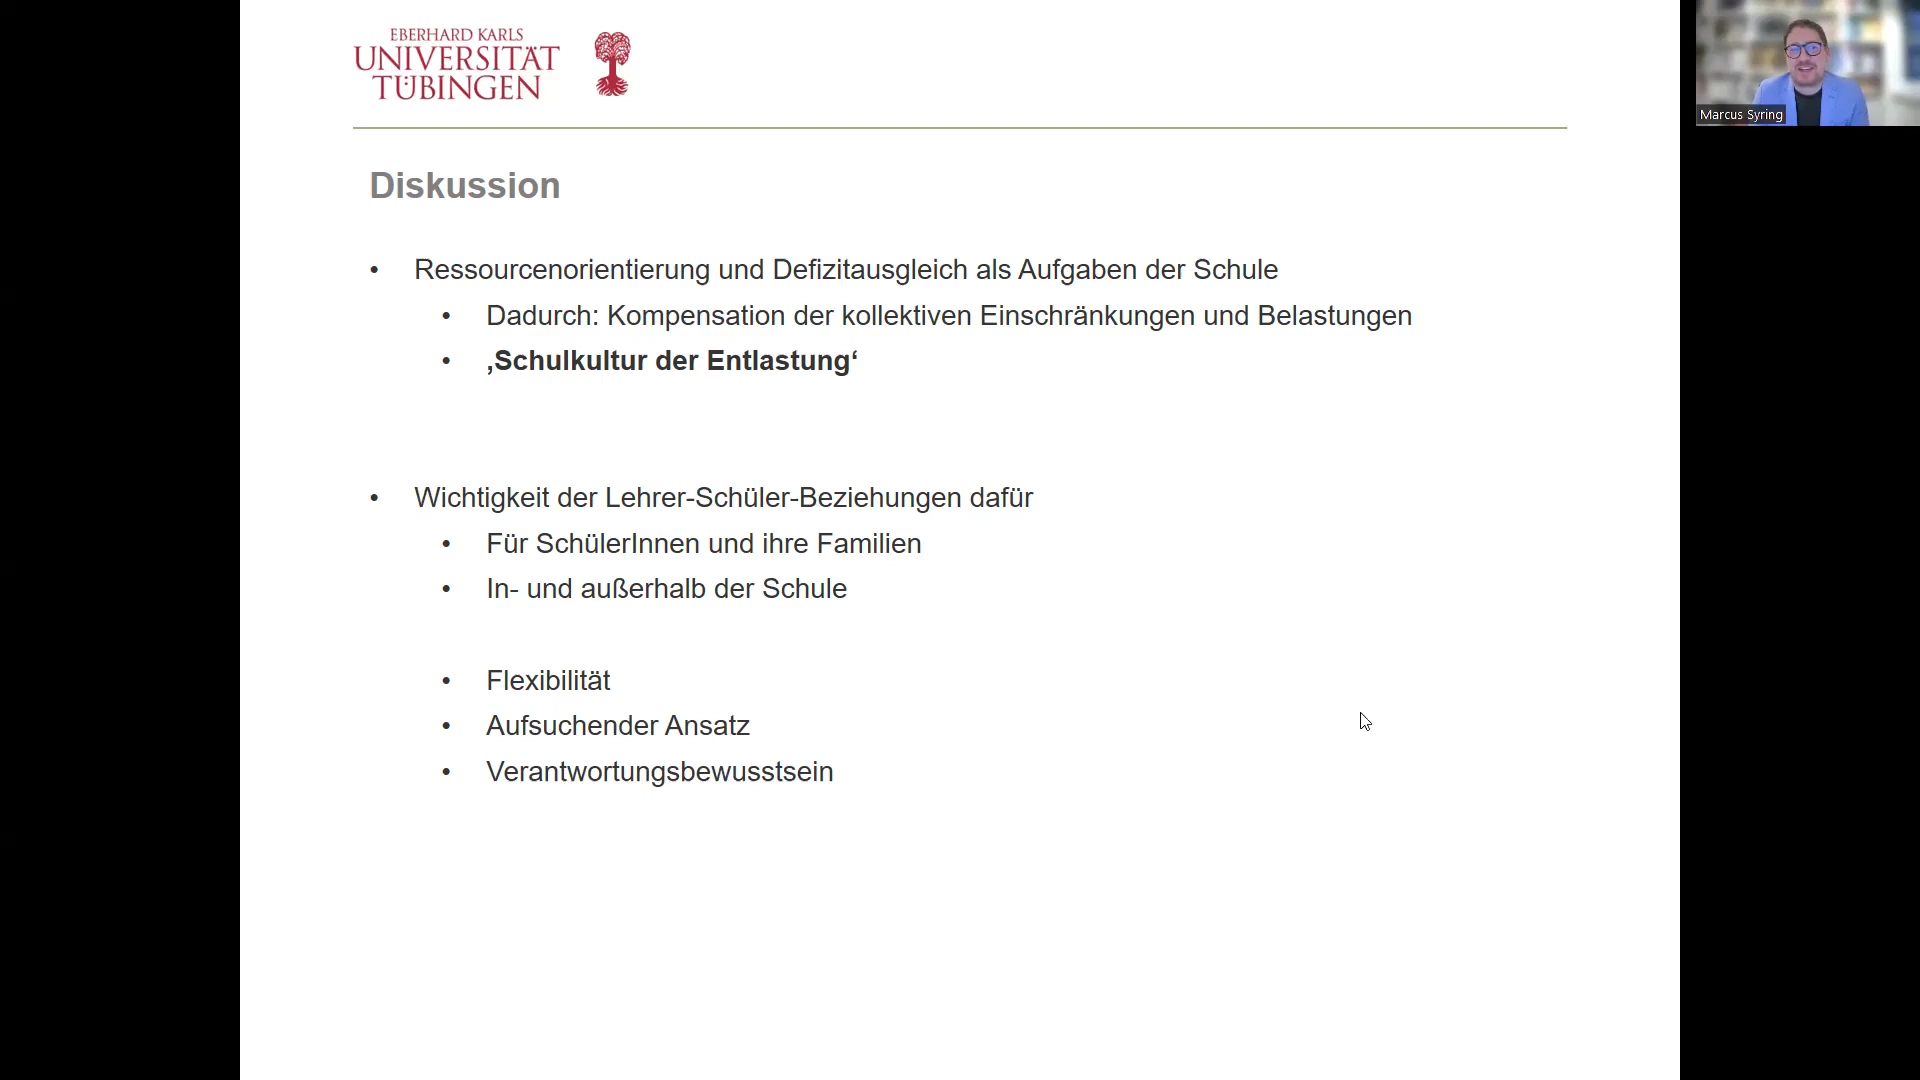 EBERHARD KARLS
UNIVERSITÄT
TÜBINGEN
Marcus Syring
Diskussion
• Ressourcenorientierung und Defizitausgleich als Aufgaben der Schule
• Dadurch: Kompensation der kollektiven Einschränkungen und Belastungen
• ‚Schulkultur der Entlastung‘
• Wichtigkeit der Lehrer-Schüler-Beziehungen dafür
• Für SchülerInnen und ihre Familien
• In- und außerhalb der Schule
• Flexibilität
• Aufsuchender Ansatz
• Verantwortungsbewusstsein